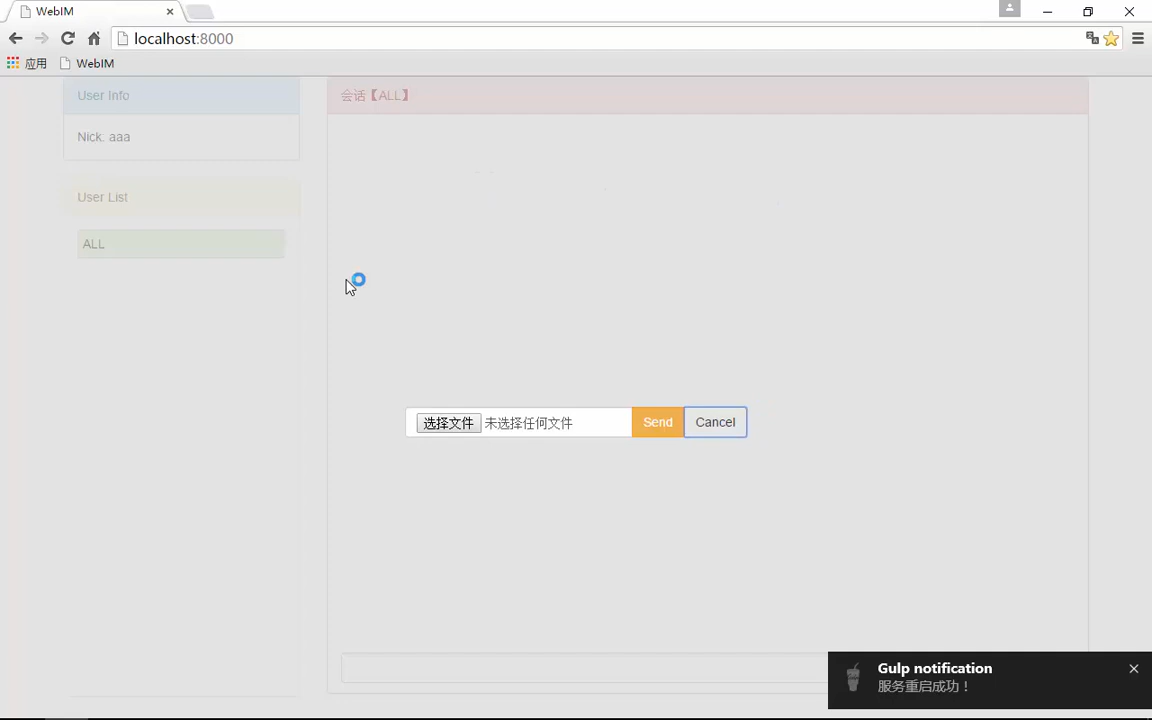 WebIM
localhost:8000
应用 WebIM
User Info
Nick: aaa
User List
ALL
会话【ALL】
选择文件 未选择任何文件 Send Cancel
Gulp notification
服务重启成功！